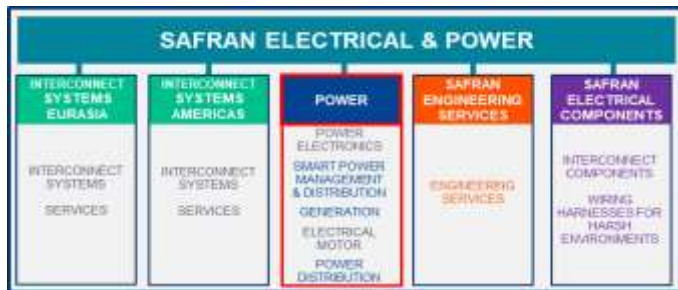 SAFRAN ELECTRICAL & POWER
INTERCONNECT
SYSTEMS
EURASIA
INTERCONNECT
SYSTEMS
SERVICES
INTERCONNECT
SYSTEMS
AMERICAS
INTERCONNECT
SYSTEMS
SERVICES
POWER
POWER
ELECTRONICS
SMART POWER
MANAGEMENT
& DISTRIBUTION
GENERATION
ELECTRICAL
MOTOR
POWER
DISTRIBUTION
SAFRAN
ENGINEERING
SERVICES
ENGINEERING
SERVICES
SAFRAN
ELECTRICAL
COMPONENTS
INTERCONNECT
COMPONENTS
WIRING
HARNESSES FOR
HARSH
ENVIRONMENTS